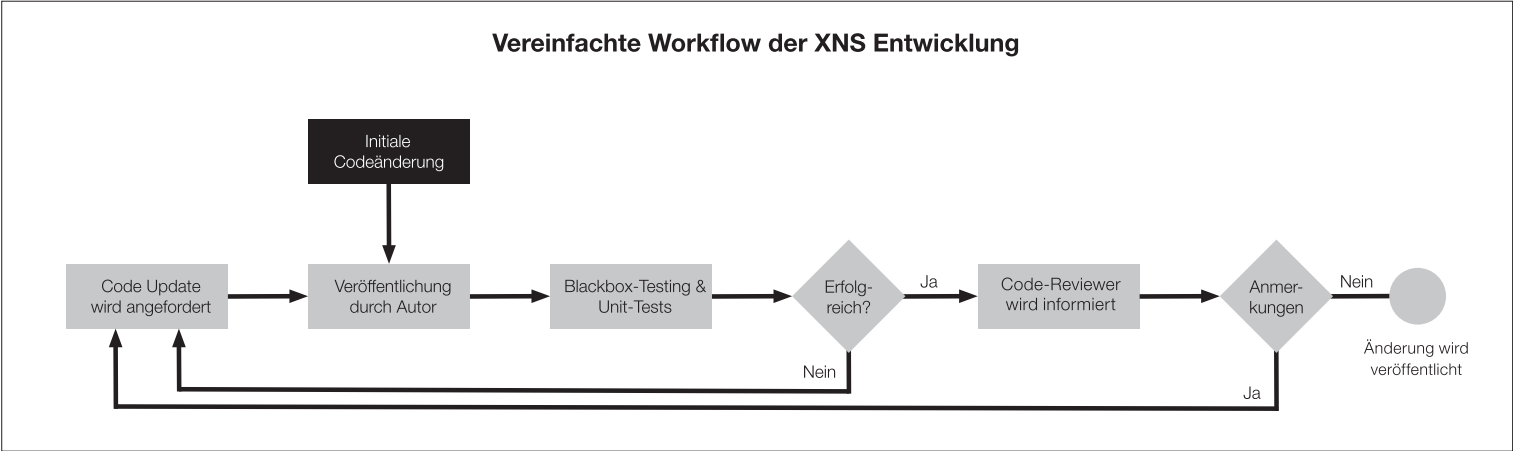 Vereinfachte Workflow der XNS Entwicklung
Initiale
Codeänderung
Code Update
wird angefordert
Veröffentlichung
durch Autor
Blackbox-Testing &
Unit-Tests
Erfolg-
reich?
Ja
Code-Reviewer
wird informiert
Anmer-
kungen
Nein
Änderung wird
veröffentlicht
Nein
Ja